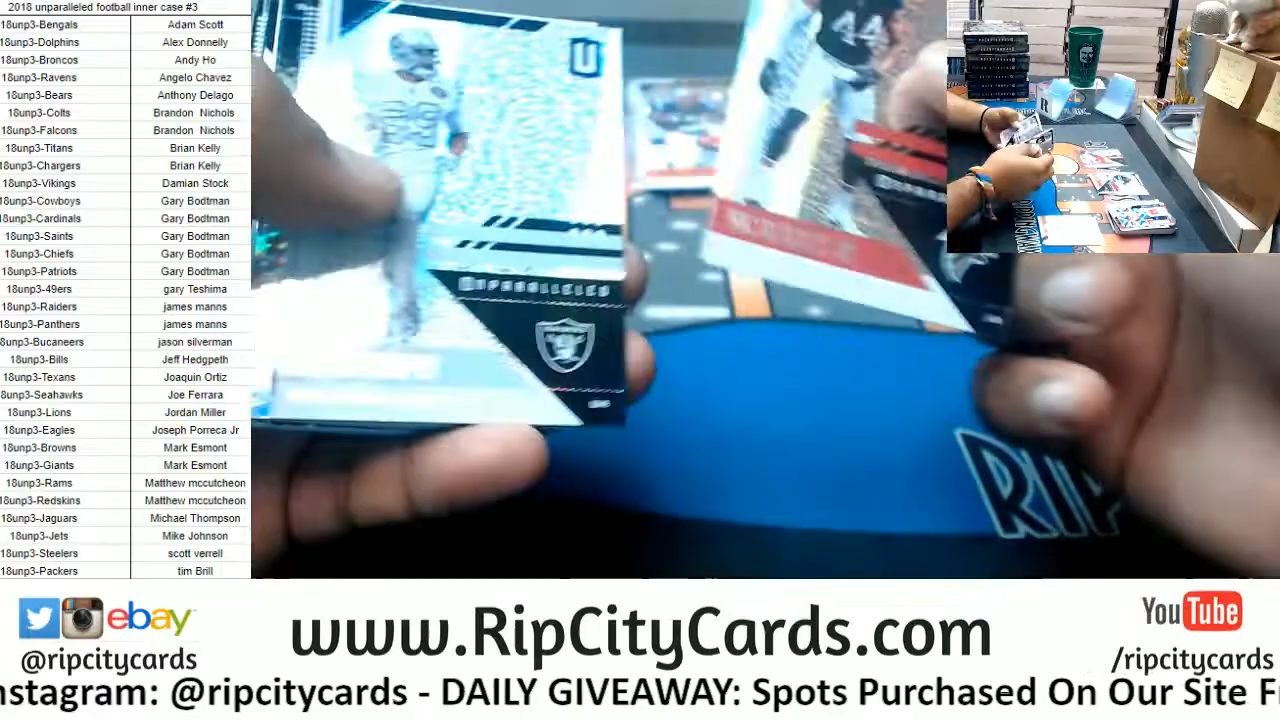 2018 unparalleled football inner case #3
18unp3-Bengals Adam Scott
18unp3-Dolphins Alex Donnelly
18unp3-Broncos Andy Ho
18unp3-Ravens Angelo Chavez
18unp3-Bears Anthony Delago
18unp3-Colts Brandon Nichols
18unp3-Falcons Brandon Nichols
18unp3-Titans Brian Kelly
18unp3-Chargers Brian Kelly
18unp3-Vikings Damian Stock
18unp3-Cowboys Gary Bodtman
18unp3-Cardinals Gary Bodtman
18unp3-Saints Gary Bodtman
18unp3-Chiefs Gary Bodtman
18unp3-Patriots Gary Bodtman
18unp3-49ers gary Teshima
18unp3-Raiders james manns
18unp3-Panthers james manns
8unp3-Bucaneers jason silverman
18unp3-Bills Jeff Hedgpeth
18unp3-Texans Joaquin Ortiz
8unp3-Seahawks Joe Ferrara
18unp3-Lions Jordan Miller
18unp3-Eagles Joseph Porreca Jr
18unp3-Browns Mark Esmont
18unp3-Giants Mark Esmont
18unp3-Rams Matthew mccutcheon
18unp3-Redskins Matthew mccutcheon
18unp3-Jaguars Michael Thompson
18unp3-Jets Mike Johnson
18unp3-Steelers scott verrell
18unp3-Packers tim Brill
U
44
UNPARALLELED
RIP
ebay
@ripcitycards
www.RipCityCards.com
YouTube
/ripcitycards
nstagram: @ripcitycards - DAILY GIVEAWAY: Spots Purchased On Our Site F